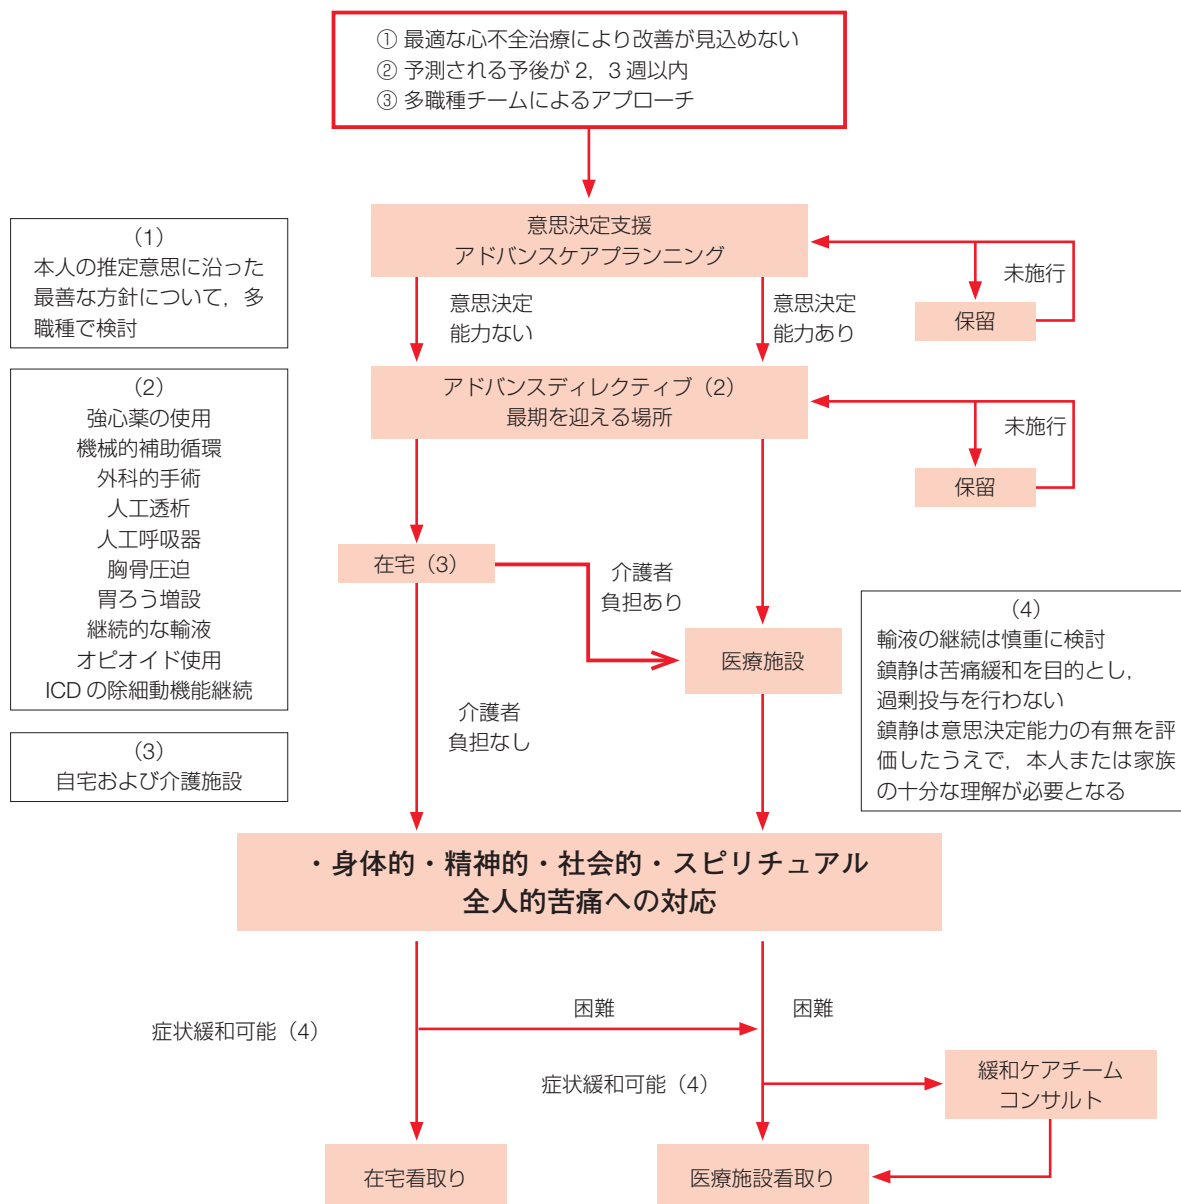 ① 最適な心不全治療により改善が見込めない
② 予測される予後が 2，3 週以内
③ 多職種チームによるアプローチ
意思決定支援
アドバンスケアプランニング
未施行
保留
（1）
本人の推定意思に沿った
最善な方針について，多
職種で検討
意思決定
能力ない
意思決定
能力あり
アドバンスディレクティブ（2）
最期を迎える場所
未施行
保留
（2）
強心薬の使用
機械的補助循環
外科的手術
人工透析
人工呼吸器
胸骨圧迫
胃ろう増設
継続的な輸液
オピオイド使用
ICD の除細動機能継続
在宅（3）
介護者
負担あり
医療施設
介護者
負担なし
（3）
自宅および介護施設
（4）
輸液の継続は慎重に検討
鎮静は苦痛緩和を目的とし，
過剰投与を行わない
鎮静は意思決定能力の有無を評
価したうえで，本人または家族
の十分な理解が必要となる
・身体的・精神的・社会的・スピリチュアル
全人的苦痛への対応
症状緩和可能（4）
困難
困難
症状緩和可能（4）
緩和ケアチーム
コンサルト
在宅看取り
医療施設看取り